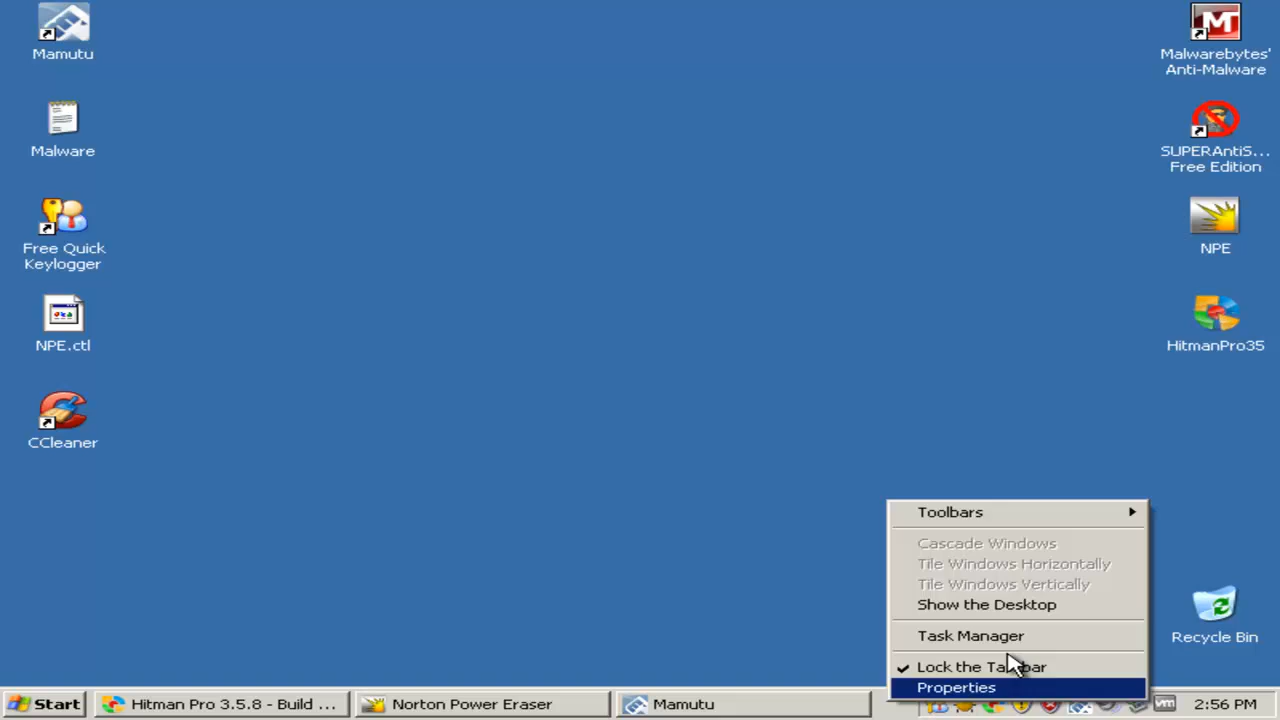 Mamutu
Malware
Free Quick
Keylogger
NPE.ctl
CCleaner
Malwarebytes'
Anti-Malware
SUPERAntiS...
Free Edition
NPE
HitmanPro35
Recycle Bin
Toolbars
Cascade Windows
Tile Windows Horizontally
Tile Windows Vertically
Show the Desktop
Task Manager
Lock the Taskbar
Properties
Start
Hitman Pro 3.5.8 - Build ...
Norton Power Eraser
Mamutu
vm
2:56 PM